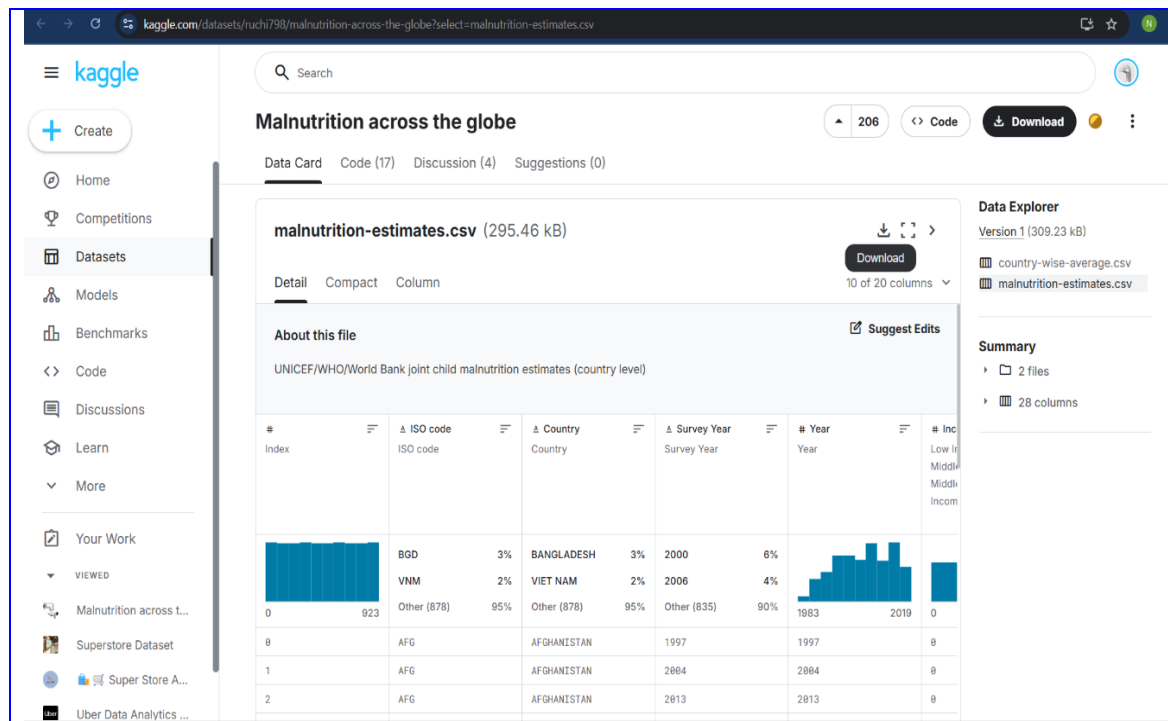 kaggle.com/datasets/ruchi798/malnutrition-across-the-globe?select=malnutrition-estimates.csv
N
kaggle
Search
Create
Home
Competitions
Datasets
Models
Benchmarks
Code
Discussions
Learn
More
Your Work
VIEWED
Malnutrition across t...
Superstore Dataset
Super Store A...
Uber
Uber Data Analytics ...
Malnutrition across the globe
206
<> Code
Download
Data Card Code (17) Discussion (4) Suggestions (0)
malnutrition-estimates.csv (295.46 kB)
Download
Detail Compact Column
10 of 20 columns
About this file
Suggest Edits
UNICEF/WHO/World Bank joint child malnutrition estimates (country level)
# ISO code Country Survey Year # Year # Inc
Index ISO code Country Survey Year Year Low In
Middle
Middle
Incom
BGD 3% BANGLADESH 3% 2000 6%
VNM 2% VIET NAM 2% 2006 4%
Other (878) 95% Other (878) 95% Other (835) 90%
0 923 1983 2019 0
0 AFG AFGHANISTAN 1997 1997 0
1 AFG AFGHANISTAN 2004 2004 0
2 AFG AFGHANISTAN 2013 2013 0
Data Explorer
Version 1 (309.23 kB)
country-wise-average.csv
malnutrition-estimates.csv
Summary
2 files
28 columns